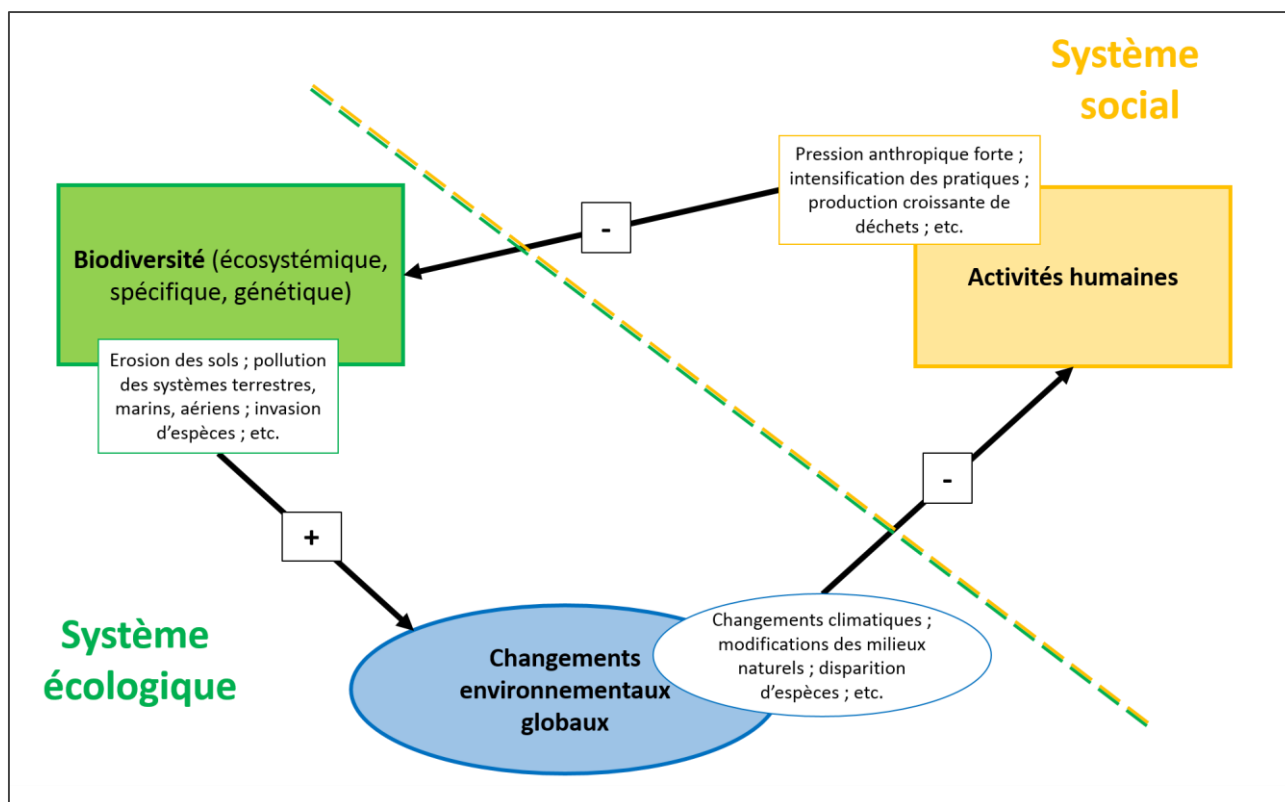 Système
social
Pression anthropique forte ;
intensification des pratiques ;
production croissante de
déchets ; etc.
-
Biodiversité (écosystémique,
spécifique, génétique)
Activités humaines
Erosion des sols ; pollution
des systèmes terrestres,
marins, aériens ; invasion
d’espèces ; etc.
-
+
Système
écologique
Changements
environnementaux
globaux
Changements climatiques ;
modifications des milieux
naturels ; disparition
d’espèces ; etc.